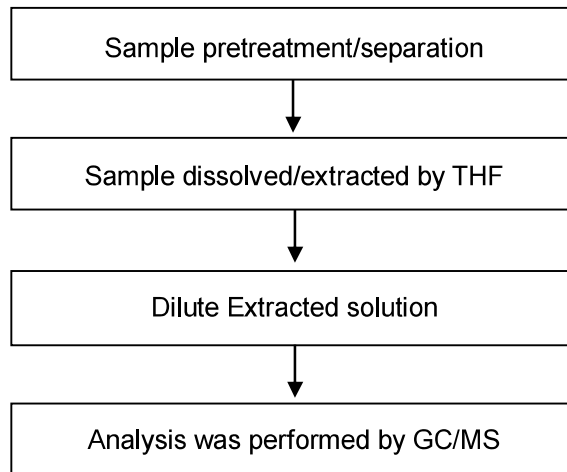 Sample pretreatment/separation
Sample dissolved/extracted by THF
Dilute Extracted solution
Analysis was performed by GC/MS